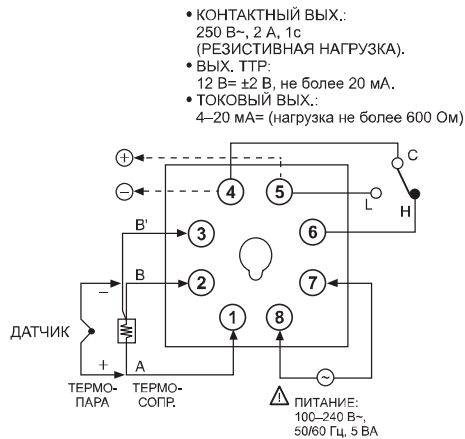 • КОНТАКТНЫЙ ВЫХ.:
250 В~, 2 А, 1с
(РЕЗИСТИВНАЯ НАГРУЗКА).
• ВЫХ. ТТР:
12 В= ±2 В, не более 20 мА.
• ТОКОВЫЙ ВЫХ.:
4–20 мА= (нагрузка не более 600 Ом)
+
–
4
5
C
L
H
B'
3
6
B
2
7
1
8
–
ДАТЧИК
+
A
ТЕРМО-
ПАРА
ТЕРМО-
СОПР.
~
! ПИТАНИЕ:
100–240 В~,
50/60 Гц, 5 ВА